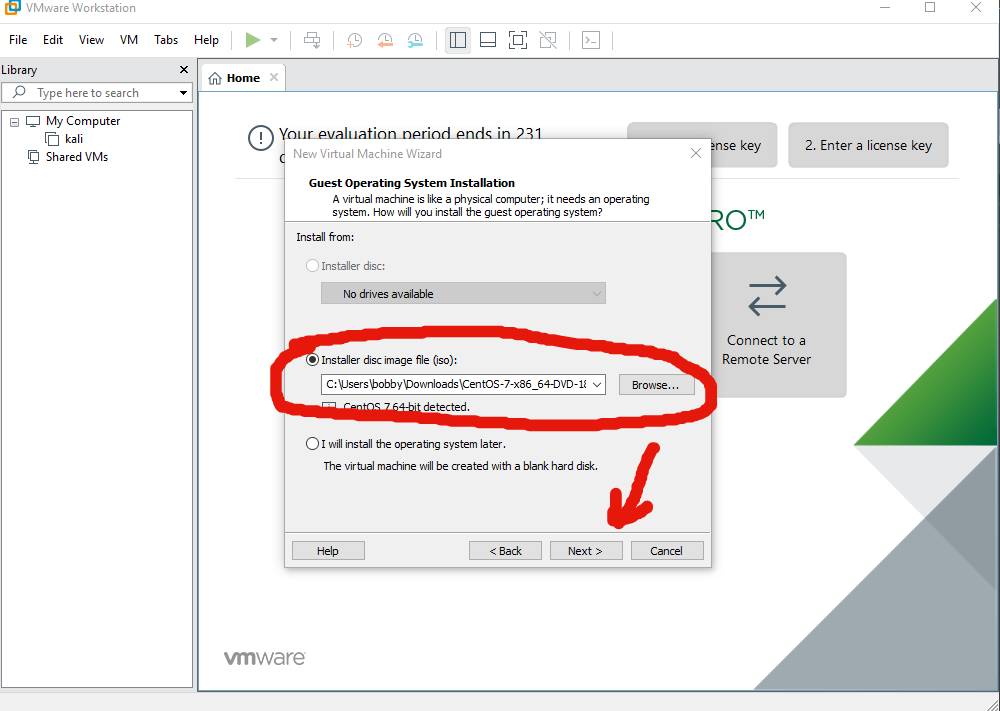 VMware Workstation
File Edit View VM Tabs Help
Library
Type here to search
My Computer
kali
Shared VMs
Home
Your evaluation period ends in 231
ense key
2. Enter a license key
RO™
Connect to a
Remote Server
New Virtual Machine Wizard
Guest Operating System Installation
A virtual machine is like a physical computer; it needs an operating
system. How will you install the guest operating system?
Install from:
Installer disc:
No drives available
Installer disc image file (iso):
C:\Users\bobby\Downloads\CentOS-7-x86_64-DVD-18
Browse...
CentOS 7 64-bit detected.
I will install the operating system later.
The virtual machine will be created with a blank hard disk.
Help
< Back
Next >
Cancel
vmware